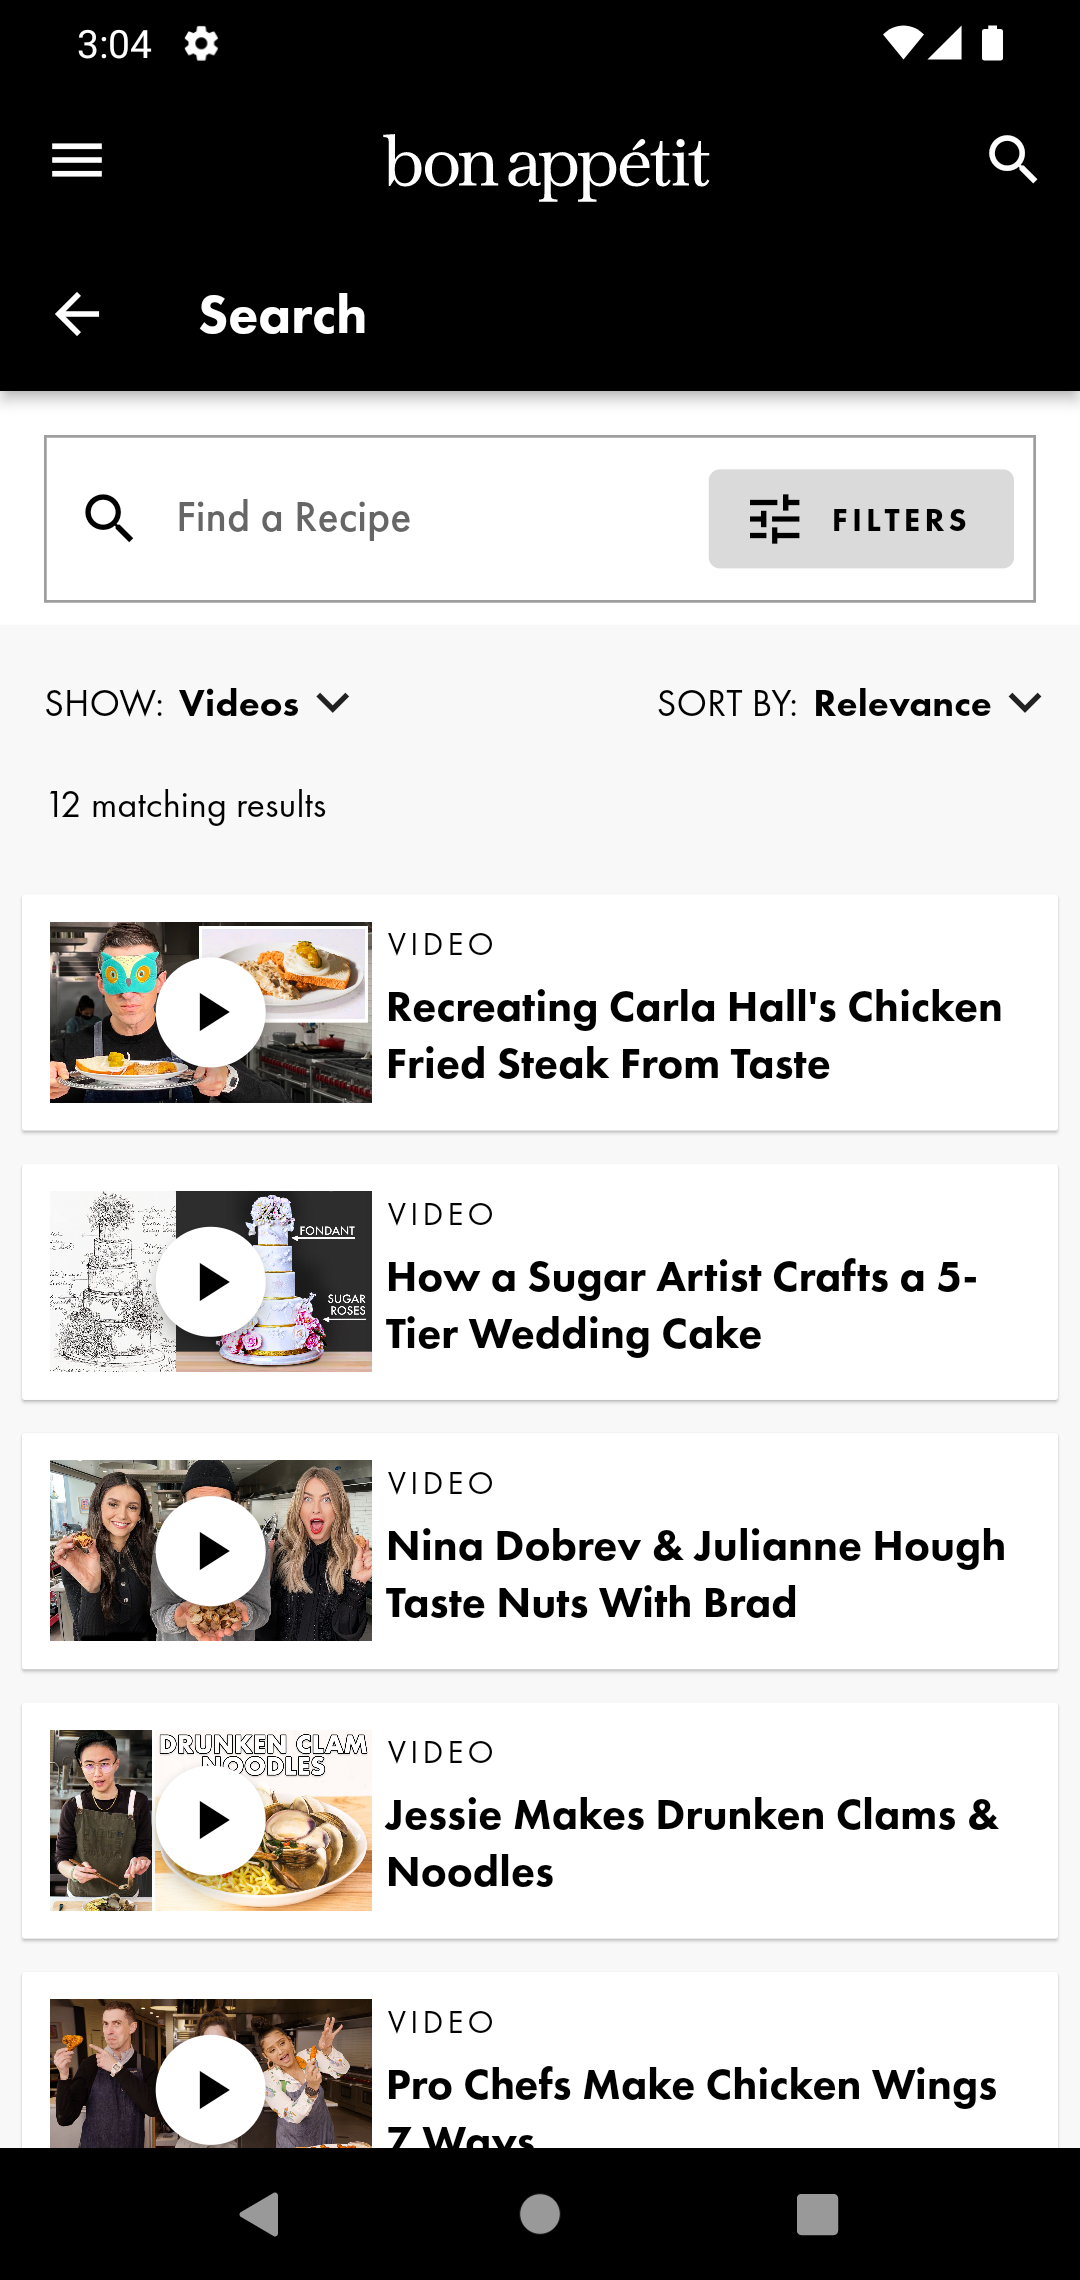 3:04
bon appétit
Search
Find a Recipe
FILTERS
SHOW: Videos
SORT BY: Relevance
12 matching results
VIDEO
Recreating Carla Hall's Chicken
Fried Steak From Taste
FONDANT
SUGAR
ROSES
VIDEO
How a Sugar Artist Crafts a 5-
Tier Wedding Cake
VIDEO
Nina Dobrev & Julianne Hough
Taste Nuts With Brad
DRUNKEN CLAM
NOODLES
VIDEO
Jessie Makes Drunken Clams &
Noodles
VIDEO
Pro Chefs Make Chicken Wings
7 Ways